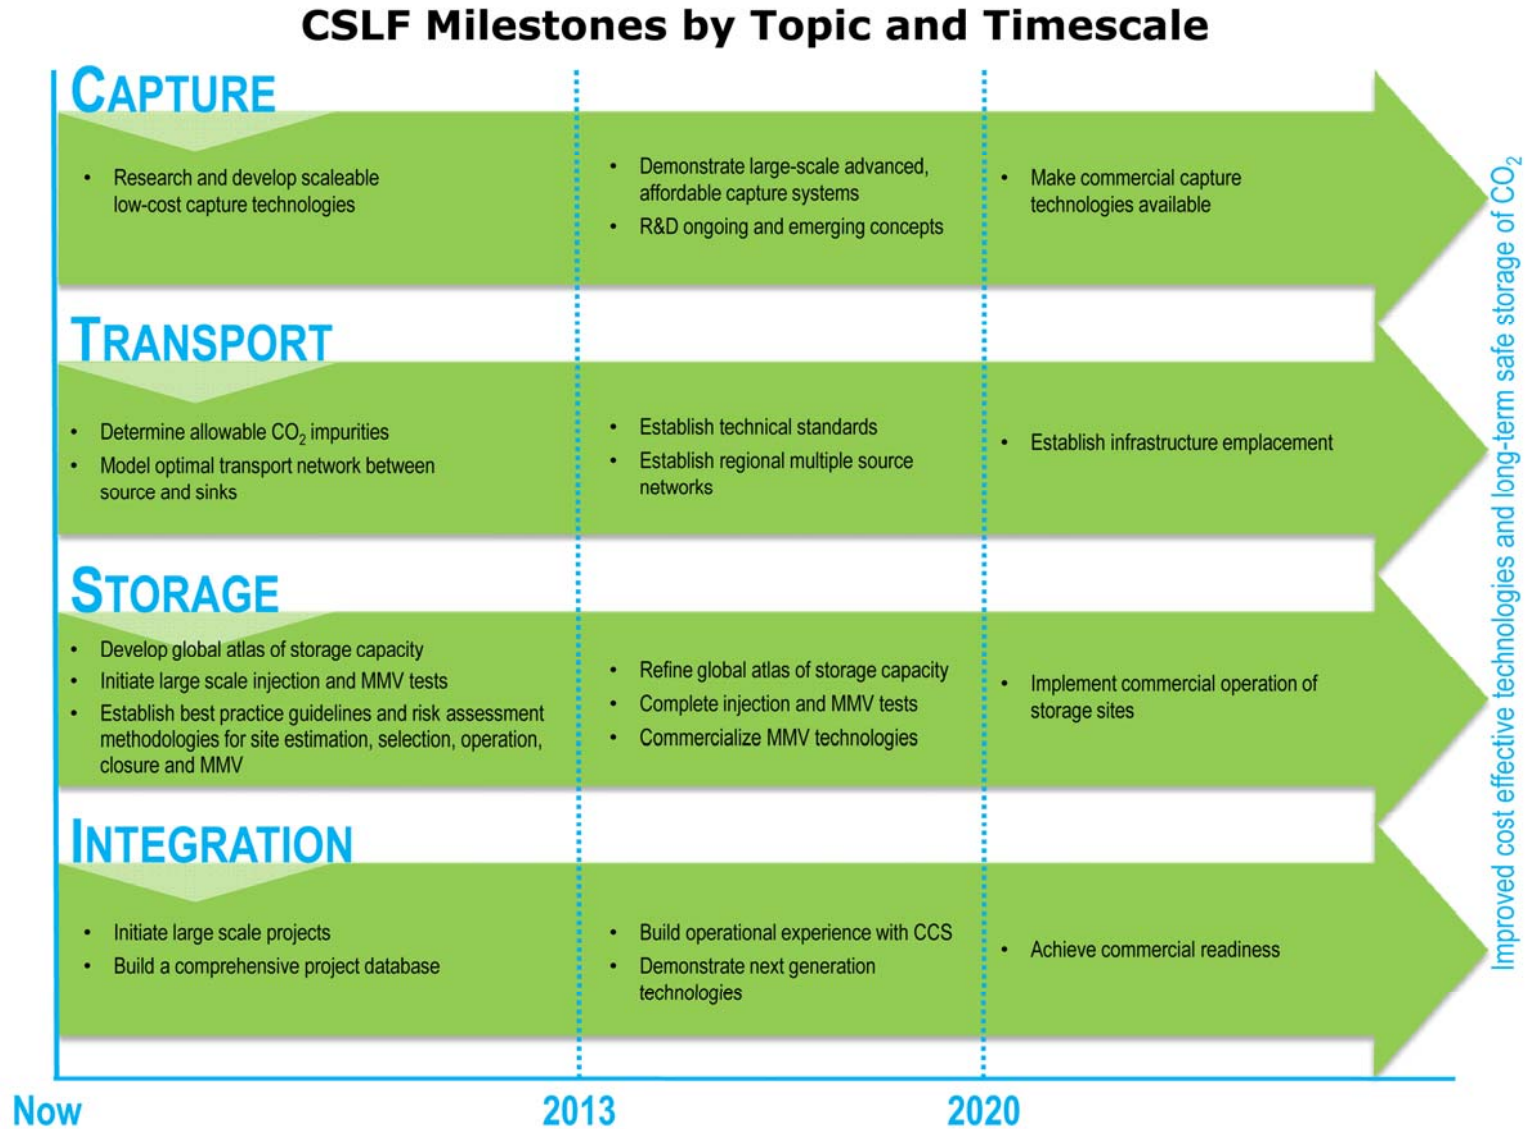 CSLF Milestones by Topic and Timescale
CAPTURE
• Research and develop scaleable
low-cost capture technologies
• Demonstrate large-scale advanced,
affordable capture systems
• R&D ongoing and emerging concepts
• Make commercial capture
technologies available
TRANSPORT
• Determine allowable CO₂ impurities
• Model optimal transport network between
source and sinks
• Establish technical standards
• Establish regional multiple source
networks
• Establish infrastructure emplacement
STORAGE
• Develop global atlas of storage capacity
• Initiate large scale injection and MMV tests
• Establish best practice guidelines and risk assessment
methodologies for site estimation, selection, operation,
closure and MMV
• Refine global atlas of storage capacity
• Complete injection and MMV tests
• Commercialize MMV technologies
• Implement commercial operation of
storage sites
INTEGRATION
• Initiate large scale projects
• Build a comprehensive project database
• Build operational experience with CCS
• Demonstrate next generation
technologies
• Achieve commercial readiness
Improved cost effective technologies and long-term safe storage of CO₂
Now
2013
2020